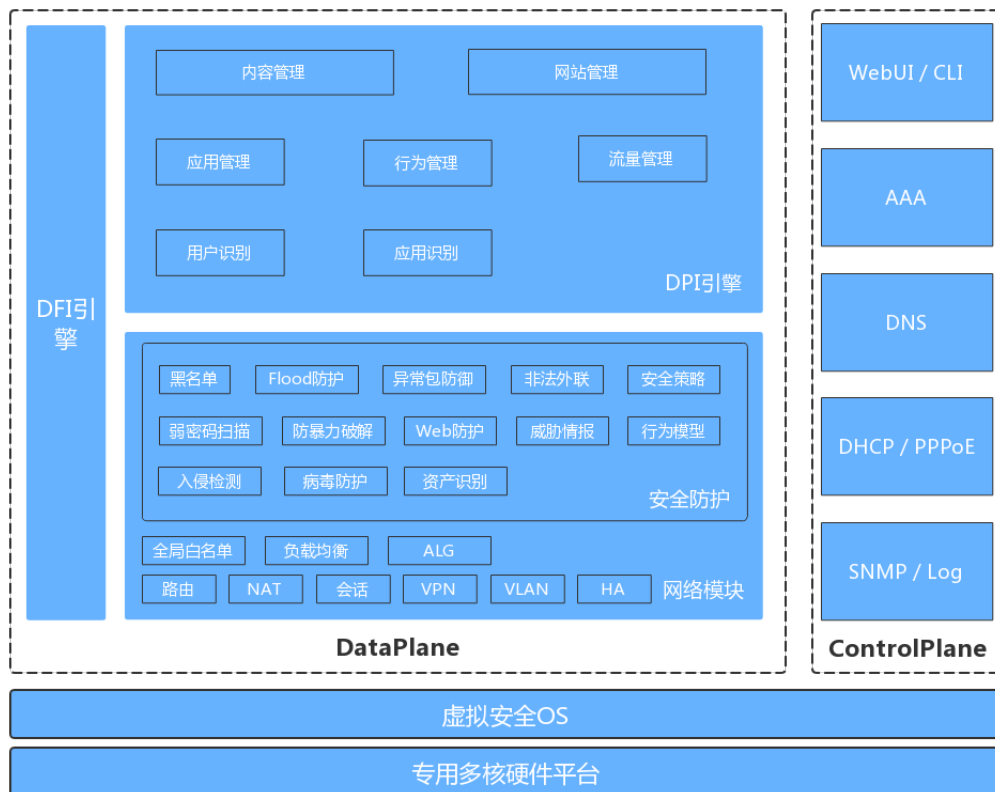 DFI引
擎
内容管理
网站管理
应用管理
行为管理
流量管理
用户识别
应用识别
DPI引擎
黑名单
Flood防护
异常包防御
非法外联
安全策略
弱密码扫描
防暴力破解
Web防护
威胁情报
行为模型
入侵检测
病毒防护
资产识别
安全防护
全局白名单
负载均衡
ALG
路由
NAT
会话
VPN
VLAN
HA
网络模块
DataPlane
WebUI / CLI
AAA
DNS
DHCP / PPPoE
SNMP / Log
ControlPlane
虚拟安全OS
专用多核硬件平台